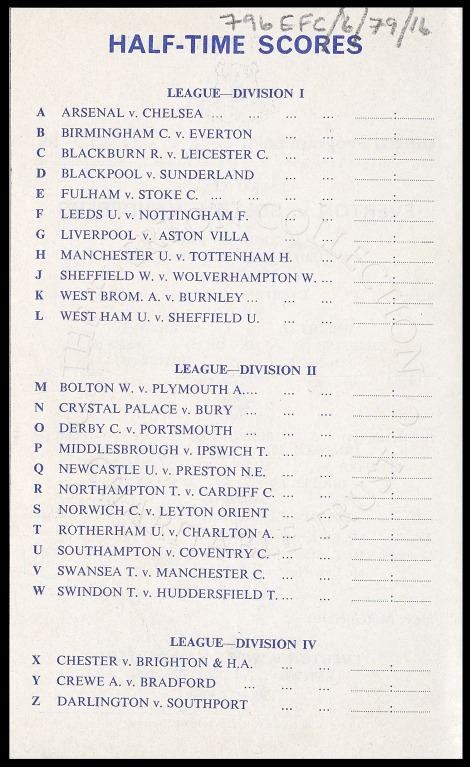 796EFC/6/79/16
HALF-TIME SCORES
LEAGUE—DIVISION I
A ARSENAL v. CHELSEA ... ... ... ... :
B BIRMINGHAM C. v. EVERTON ... ... :
C BLACKBURN R. v. LEICESTER C. ... ... :
D BLACKPOOL v. SUNDERLAND ... ... :
E FULHAM v. STOKE C. ... ... ... ... :
F LEEDS U. v. NOTTINGHAM F. ... ... :
G LIVERPOOL v. ASTON VILLA ... ... :
H MANCHESTER U. v. TOTTENHAM H. ... :
J SHEFFIELD W. v. WOLVERHAMPTON W. ... :
K WEST BROM. A. v. BURNLEY ... ... ... :
L WEST HAM U. v. SHEFFIELD U. ... ... :
LEAGUE—DIVISION II
M BOLTON W. v. PLYMOUTH A.... ... ... :
N CRYSTAL PALACE v. BURY ... ... ... :
O DERBY C. v. PORTSMOUTH ... ... ... :
P MIDDLESBROUGH v. IPSWICH T. ... ... :
Q NEWCASTLE U. v. PRESTON N.E. ... ... :
R NORTHAMPTON T. v. CARDIFF C. ... ... :
S NORWICH C. v. LEYTON ORIENT ... ... :
T ROTHERHAM U. v. CHARLTON A. ... ... :
U SOUTHAMPTON v. COVENTRY C. ... ... :
V SWANSEA T. v. MANCHESTER C. ... ... :
W SWINDON T. v. HUDDERSFIELD T. ... ... :
LEAGUE—DIVISION IV
X CHESTER v. BRIGHTON & H.A. ... ... :
Y CREWE A. v. BRADFORD ... ... ... :
Z DARLINGTON v. SOUTHPORT ... ... :